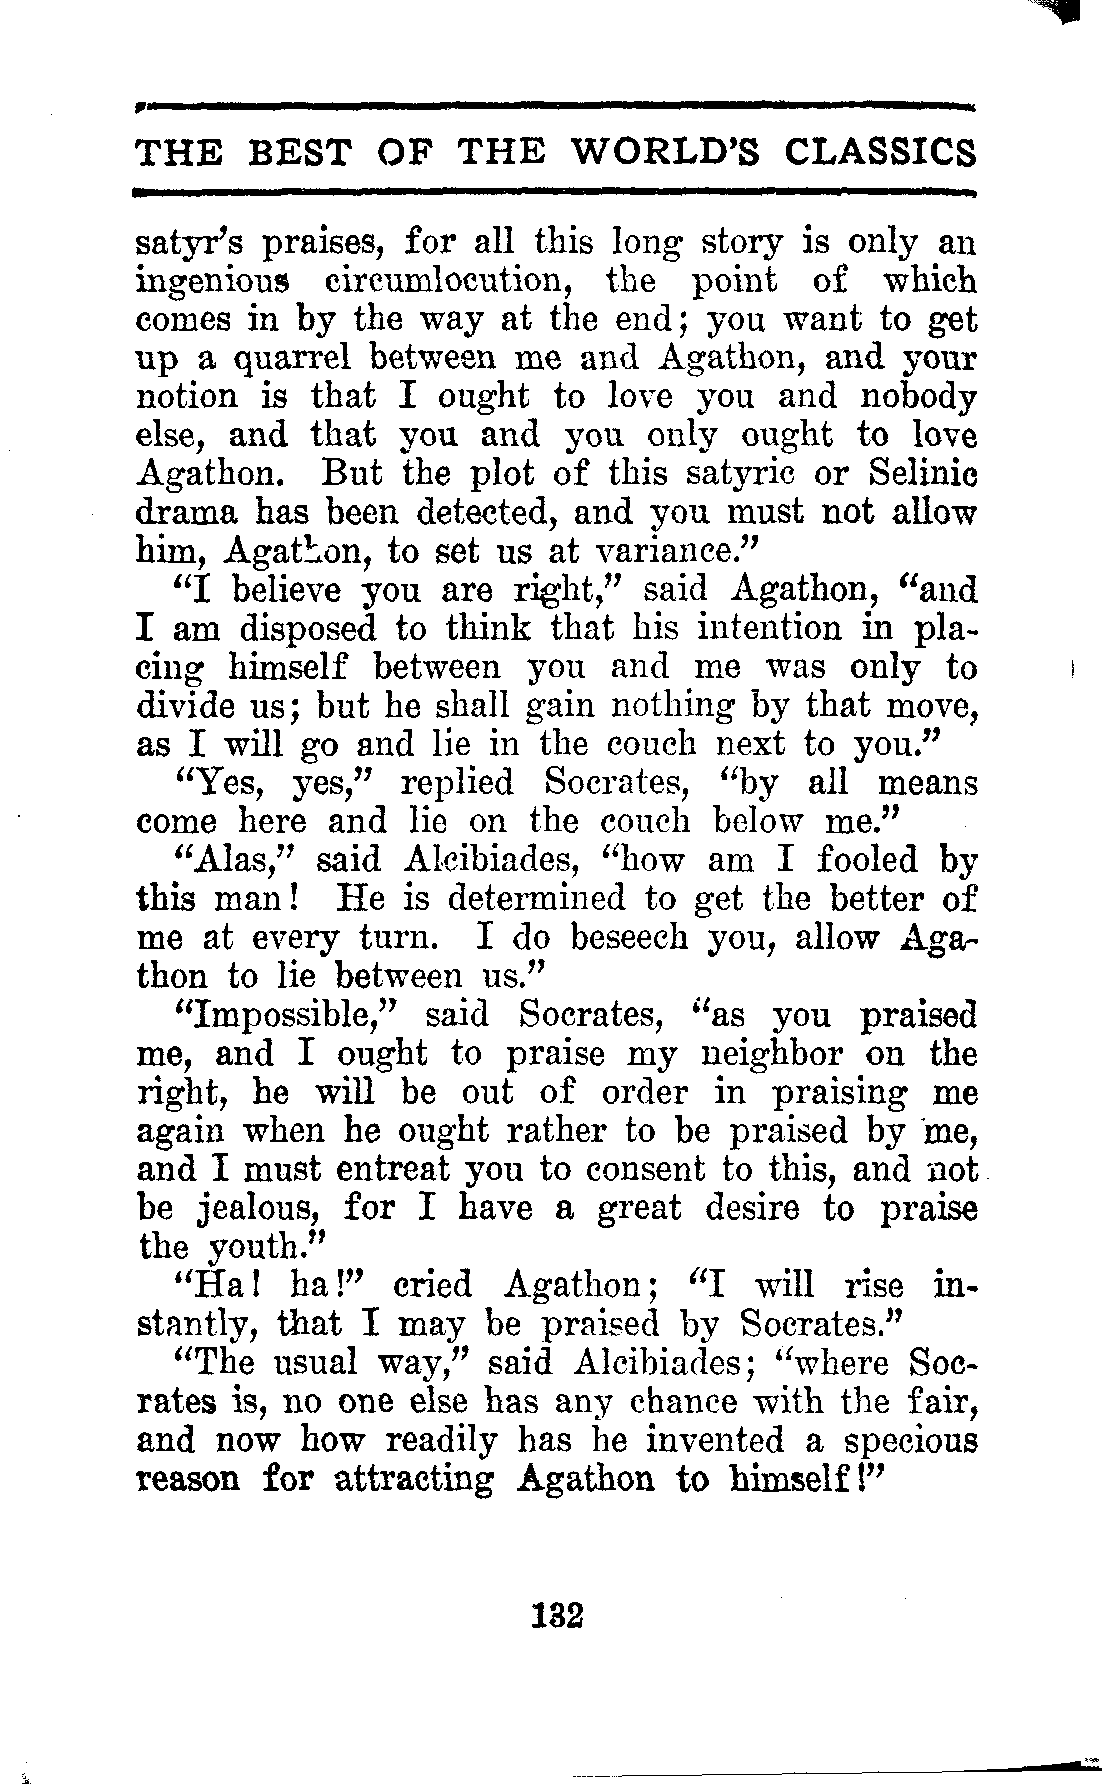 THE BEST OF THE WORLD'S CLASSICS
satyr's praises, for all this long story is only an
ingenious circumlocution, the point of which
comes in by the way at the end; you want to get
up a quarrel between me and Agathon, and your
notion is that I ought to love you and nobody
else, and that you and you only ought to love
Agathon. But the plot of this satyric or Selinic
drama has been detected, and you must not allow
him, Agathon, to set us at variance."
"I believe you are right," said Agathon, "and
I am disposed to think that his intention in pla-
cing himself between you and me was only to
divide us; but he shall gain nothing by that move,
as I will go and lie in the couch next to you."
"Yes, yes," replied Socrates, "by all means
come here and lie on the couch below me."
"Alas," said Alcibiades, "how am I fooled by
this man! He is determined to get the better of
me at every turn. I do beseech you, allow Aga-
thon to lie between us."
"Impossible," said Socrates, "as you praised
me, and I ought to praise my neighbor on the
right, he will be out of order in praising me
again when he ought rather to be praised by me,
and I must entreat you to consent to this, and not
be jealous, for I have a great desire to praise
the youth."
"Ha! ha!" cried Agathon; "I will rise in-
stantly, that I may be praised by Socrates."
"The usual way," said Alcibiades; "where Soc-
rates is, no one else has any chance with the fair,
and now how readily has he invented a specious
reason for attracting Agathon to himself!"
132